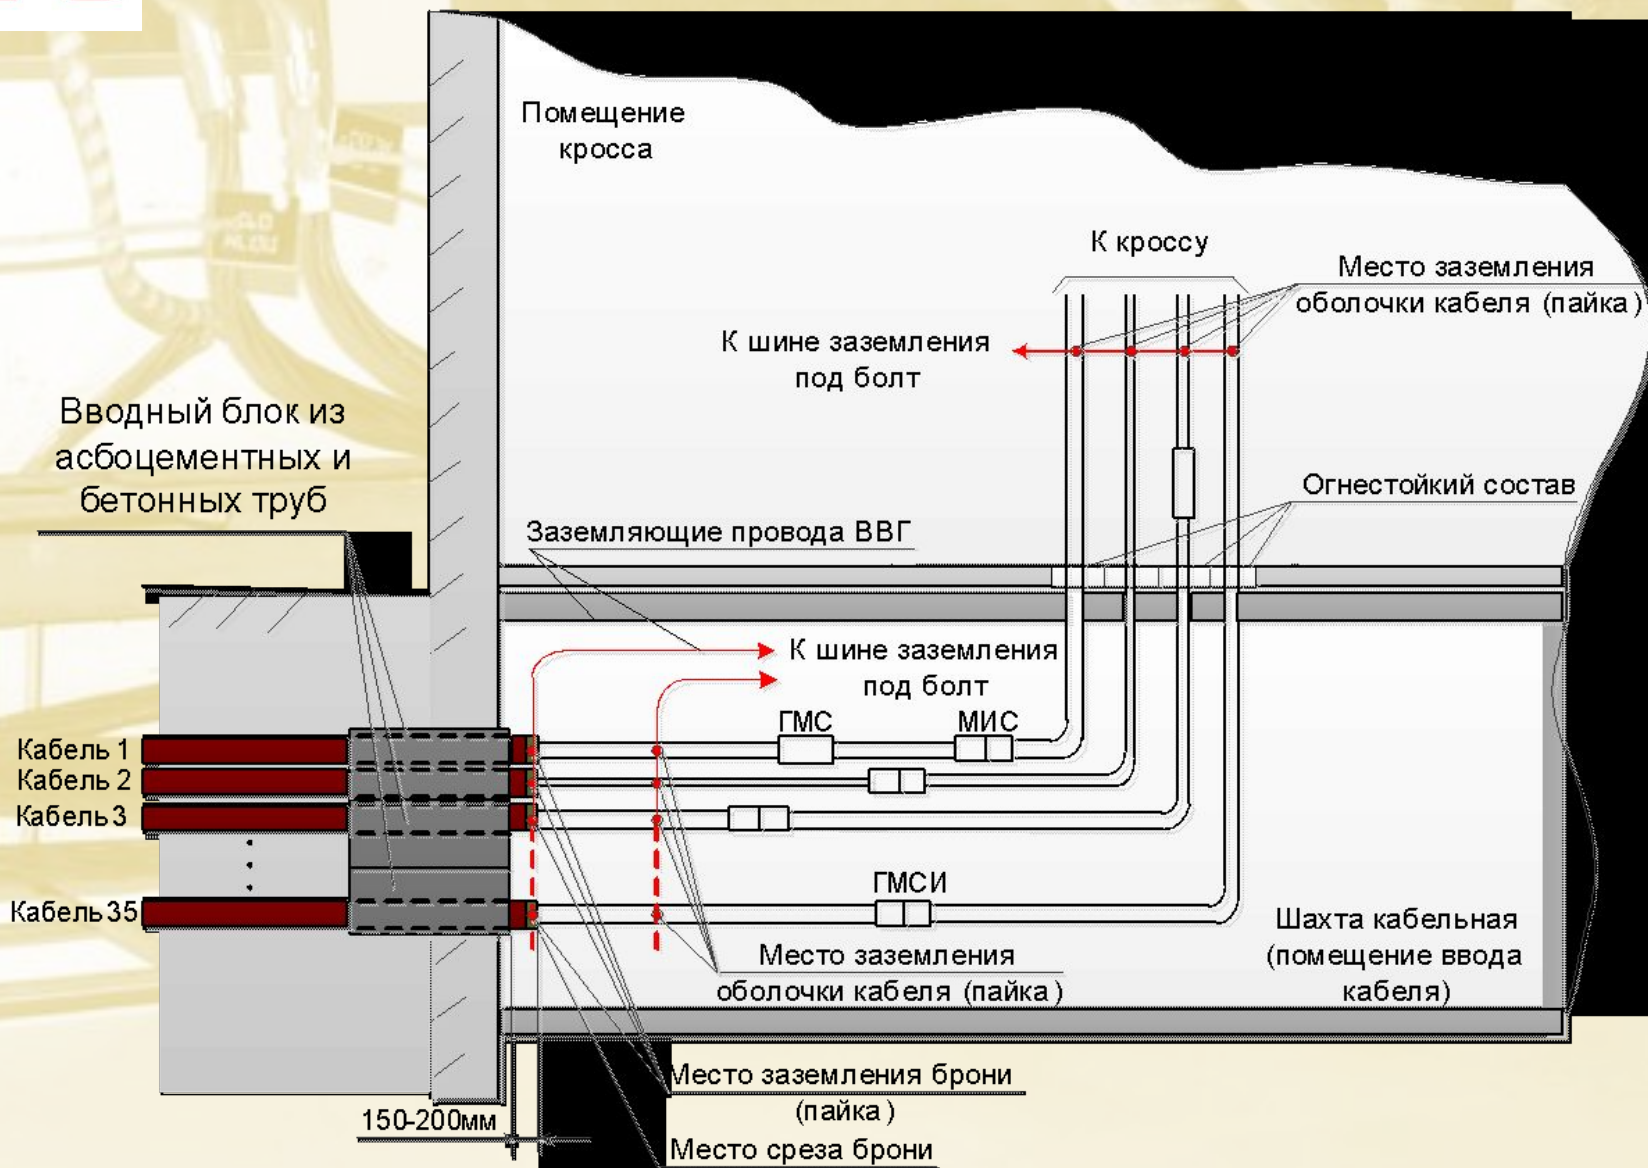 Помещение
кросса
К кроссу
Место заземления
оболочки кабеля (пайка)
К шине заземления
под болт
Вводный блок из
асбоцементных и
бетонных труб
Огнестойкий состав
Заземляющие провода ВВГ
К шине заземления
под болт
ГМС
МИС
Кабель 1
Кабель 2
Кабель 3
ГМСИ
Кабель 35
Шахта кабельная
(помещение ввода
кабеля)
Место заземления
оболочки кабеля (пайка)
Место заземления брони
(пайка)
150-200мм
Место среза брони